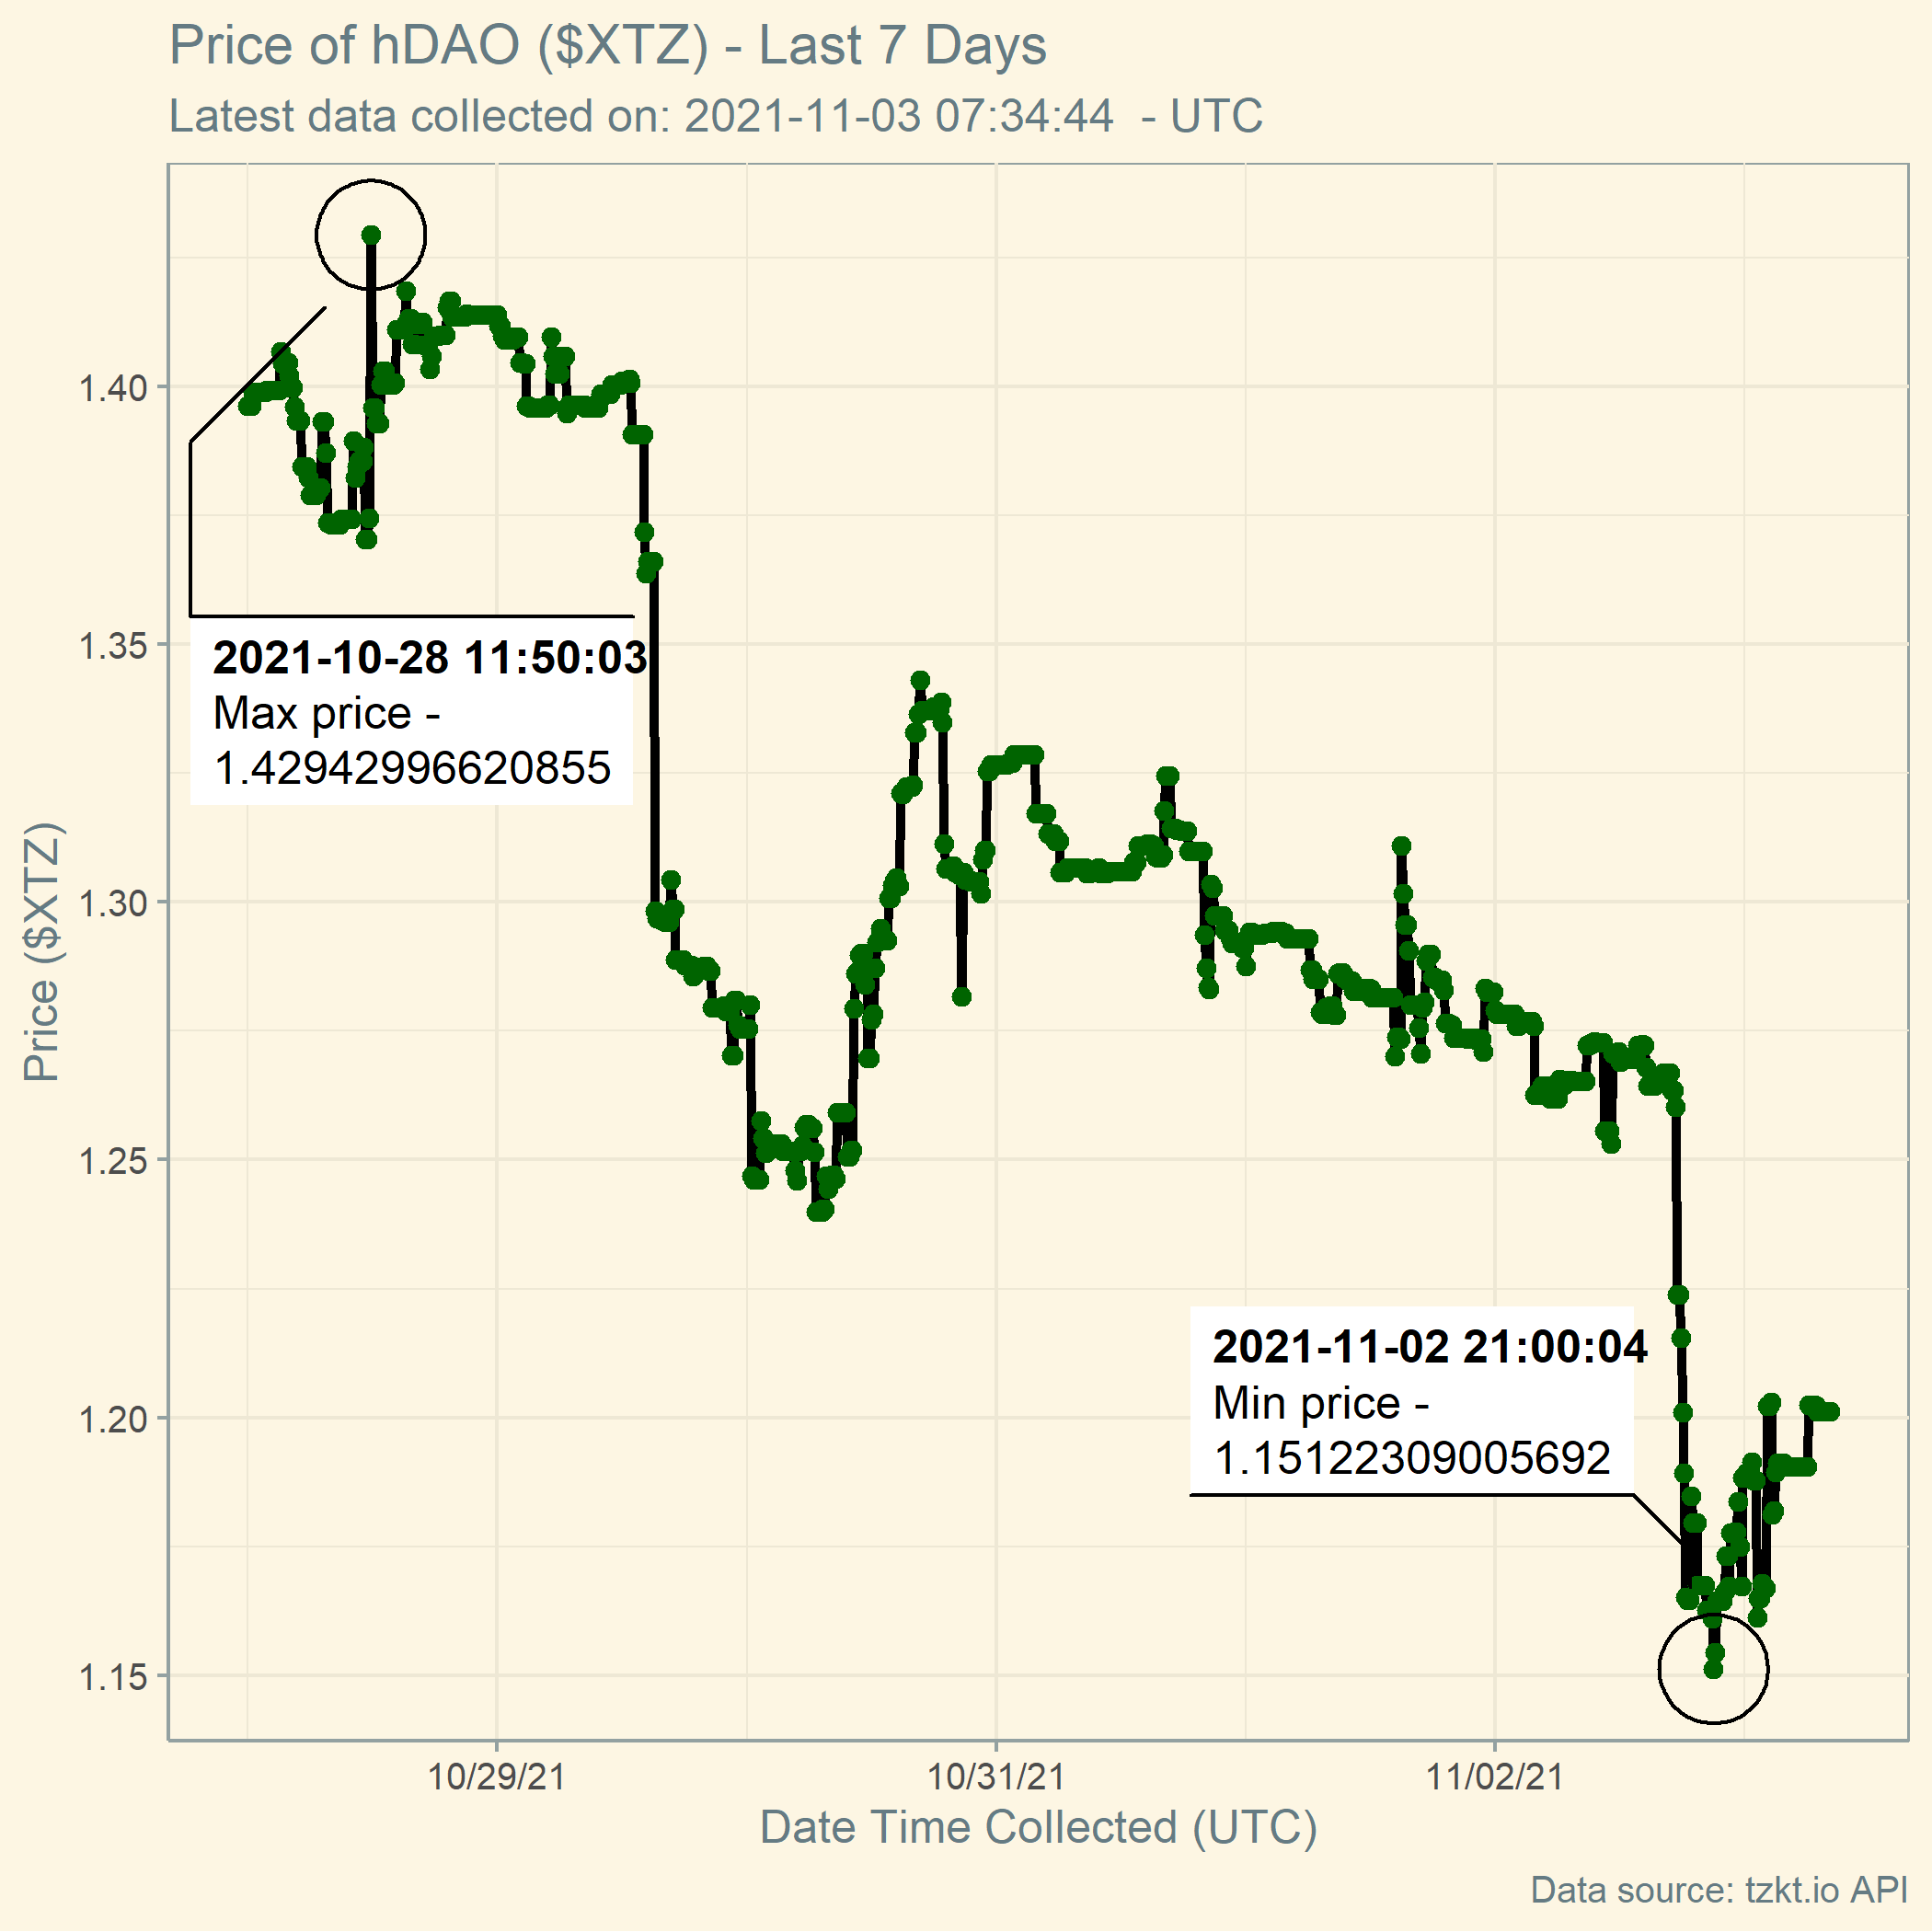 Price of hDAO ($XTZ) - Last 7 Days
Latest data collected on: 2021-11-03 07:34:44  - UTC
Price ($XTZ)
1.40
1.35
1.30
1.25
1.20
1.15
2021-10-28 11:50:03
Max price -
1.42942996620855
2021-11-02 21:00:04
Min price -
1.15122309005692
10/29/21
10/31/21
11/02/21
Date Time Collected (UTC)
Data source: tzkt.io API